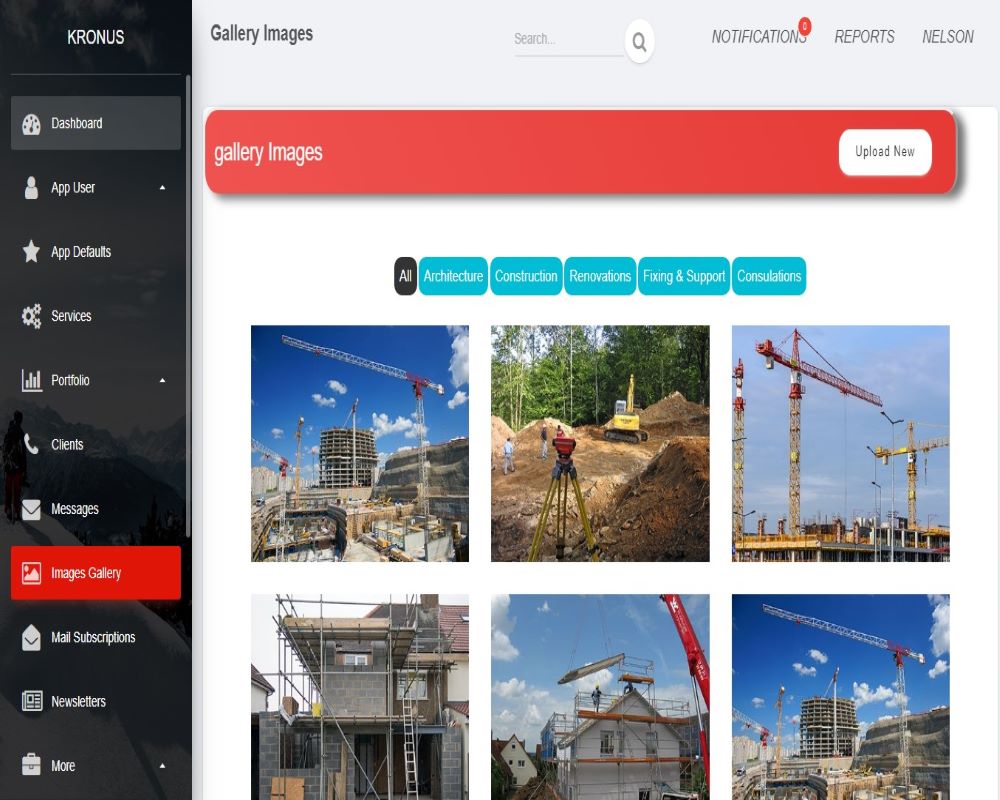 KRONUS
Gallery Images
Search...
NOTIFICATIONS
0
REPORTS
NELSON
Dashboard
App User
App Defaults
Services
Portfolio
Clients
Messages
Images Gallery
Mail Subscriptions
Newsletters
More
gallery Images
Upload New
All
Architecture
Construction
Renovations
Fixing & Support
Consulations